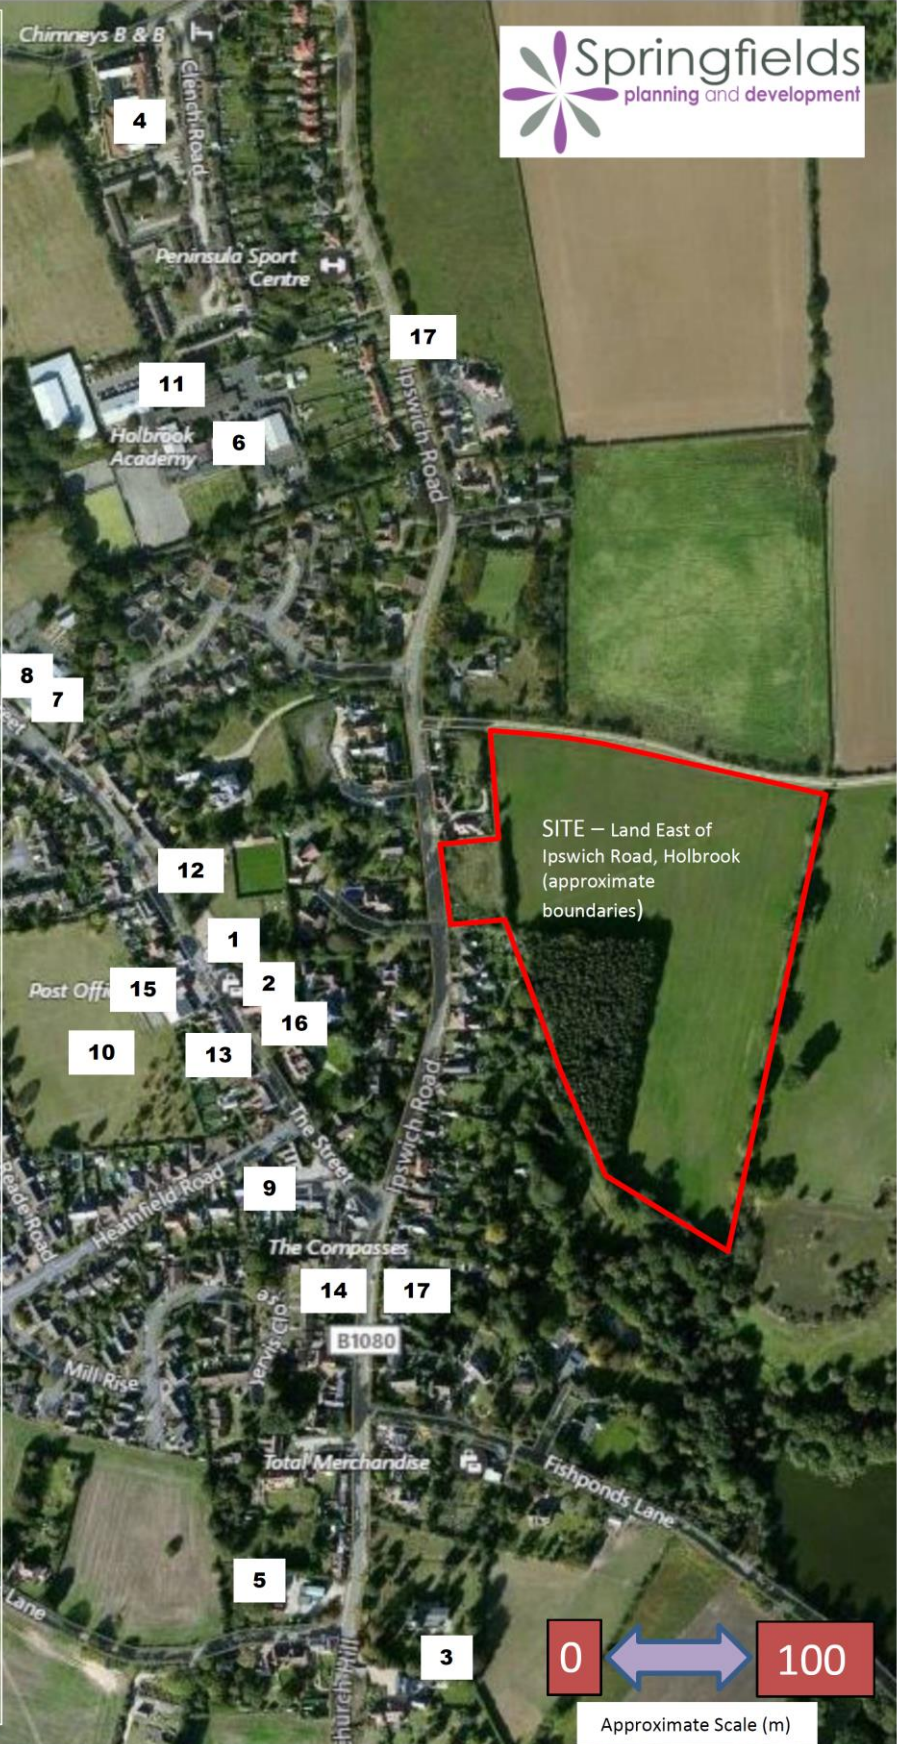 Chimneys B & B
Springfields
planning and development
4
Clench Road
Peninsula Sport
Centre
17
Ipswich Road
11
Holbrook
Academy
6
8
7
SITE – Land East of
Ipswich Road, Holbrook
(approximate
boundaries)
12
1
2
Post Offi
15
16
10
13
Ipswich Road
The Street
Reade Road
Heathfield Road
9
The Compasses
14
17
B1080
Mill Rise
Total Merchandise
Fishponds Lane
5
Lane
3
0
100
Approximate Scale (m)